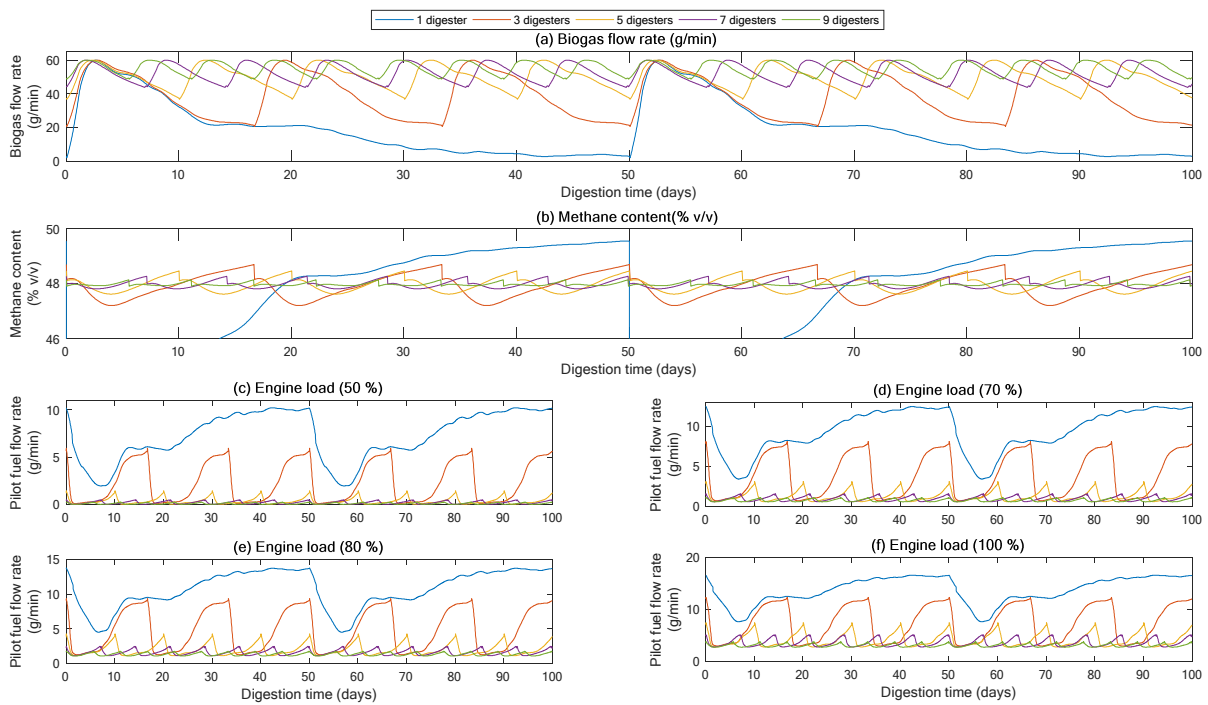 1 digester 3 digesters 5 digesters 7 digesters 9 digesters
(a) Biogas flow rate (g/min)
Biogas flow rate
(g/min)
60
40
20
0
0 10 20 30 40 50 60 70 80 90 100
Digestion time (days)
(b) Methane content(% v/v)
Methane content
(% v/v)
50
48
46
0 10 20 30 40 50 60 70 80 90 100
Digestion time (days)
(c) Engine load (50 %)
Pilot fuel flow rate
(g/min)
10
5
0
0 10 20 30 40 50 60 70 80 90 100
(d) Engine load (70 %)
Pilot fuel flow rate
(g/min)
10
5
0
0 10 20 30 40 50 60 70 80 90 100
(e) Engine load (80 %)
Pilot fuel flow rate
(g/min)
15
10
5
0
0 10 20 30 40 50 60 70 80 90 100
Digestion time (days)
(f) Engine load (100 %)
Pilot fuel flow rate
(g/min)
20
10
0
0 10 20 30 40 50 60 70 80 90 100
Digestion time (days)